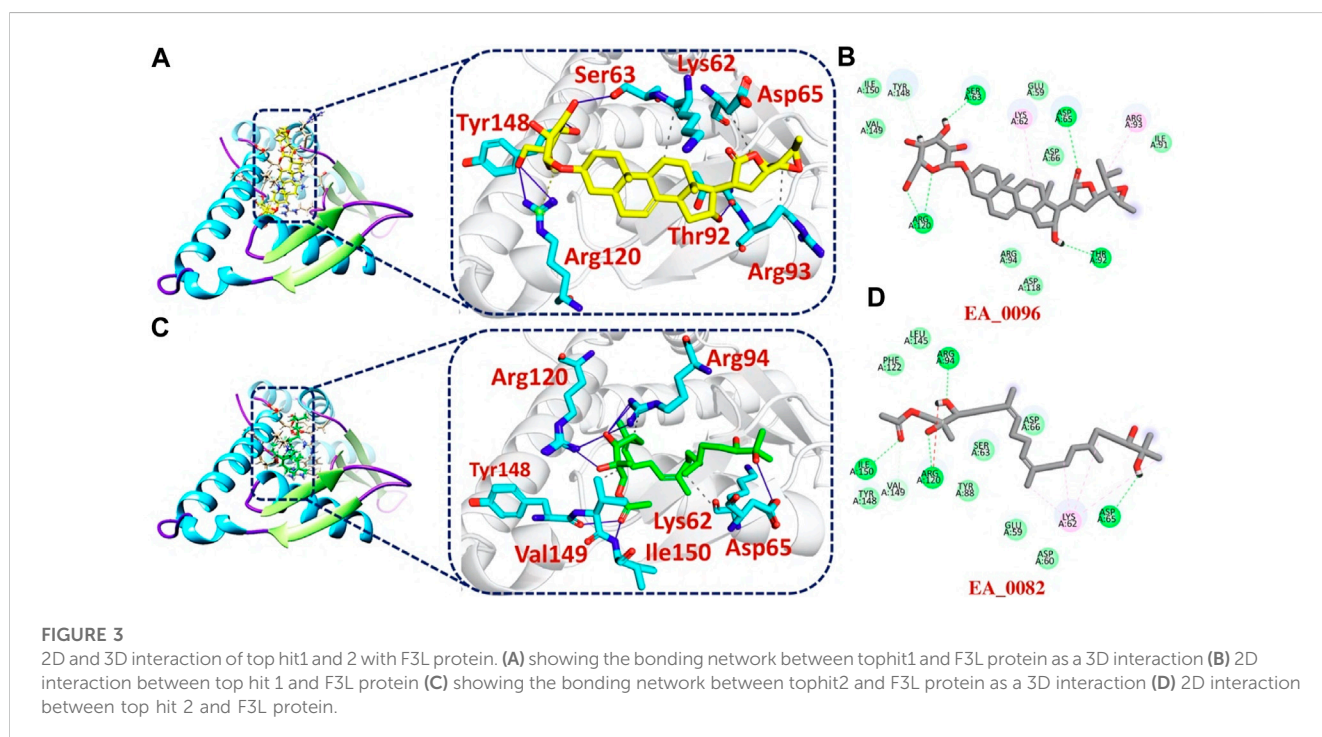 A
Ser63
Lys62
Asp65
Tyr148
Thr92
Arg120
Arg93
B
ILE
A:150
TYR
A:148
SER
A:63
GLU
A:59
VAL
A:149
LYS
A:62
ASP
A:65
ARG
A:93
ILE
A:91
ASP
A:66
ARG
A:120
ARG
A:94
THR
A:92
ASP
A:118
EA_0096
C
Arg94
Arg120
Tyr148
Lys62
Val149
Ile150
Asp65
D
LEU
A:145
PHE
A:122
ARG
A:94
ASP
A:66
SER
A:63
ILE
A:150
TYR
A:148
VAL
A:149
ARG
A:120
TYR
A:88
GLU
A:59
LYS
A:62
ASP
A:65
ASP
A:60
EA_0082
FIGURE 3
2D and 3D interaction of top hit1 and 2 with F3L protein. (A) showing the bonding network between tophit1 and F3L protein as a 3D interaction (B) 2D
interaction between top hit 1 and F3L protein (C) showing the bonding network between tophit2 and F3L protein as a 3D interaction (D) 2D interaction
between top hit 2 and F3L protein.